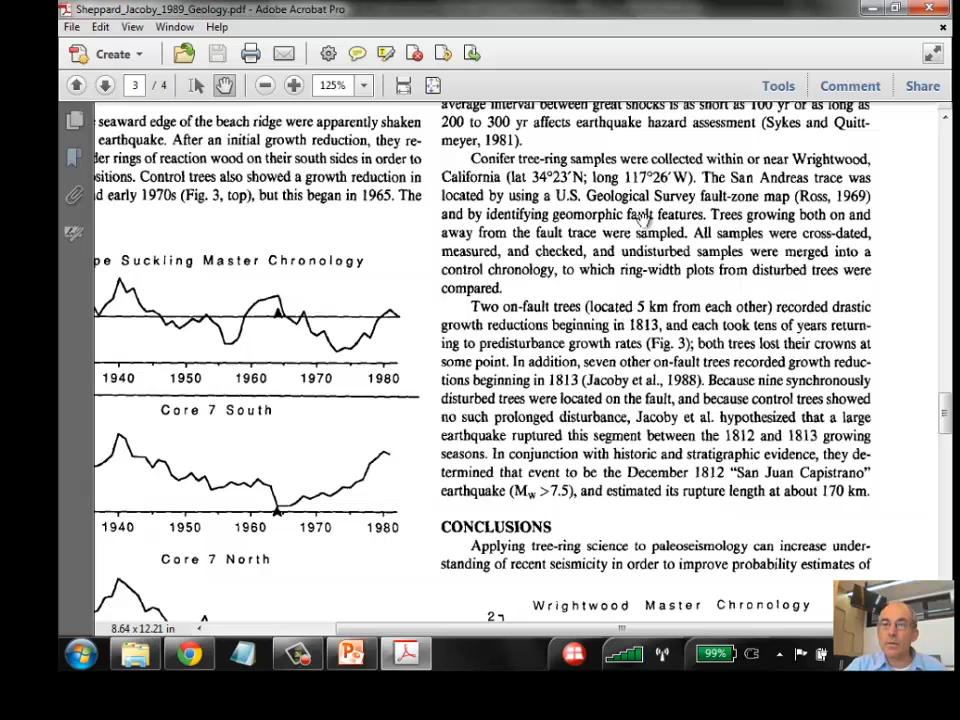 Sheppard_Jacoby_1989_Geology.pdf - Adobe Acrobat Pro
File Edit View Window Help
Create
3 / 4
125%
Tools Comment Share
seaward edge of the beach ridge were apparently shaken
earthquake. After an initial growth reduction, they re-
der rings of reaction wood on their south sides in order to
sitions. Control trees also showed a growth reduction in
d early 1970s (Fig. 3, top), but this began in 1965. The
pe Suckling Master Chronology
1940 1950 1960 1970 1980
Core 7 South
1940 1950 1960 1970 1980
Core 7 North
average interval between great shocks is as short as 100 yr or as long as
200 to 300 yr affects earthquake hazard assessment (Sykes and Quitt-
meyer, 1981).
Conifer tree-ring samples were collected within or near Wrightwood,
California (lat 34°23′N; long 117°26′W). The San Andreas trace was
located by using a U.S. Geological Survey fault-zone map (Ross, 1969)
and by identifying geomorphic fault features. Trees growing both on and
away from the fault trace were sampled. All samples were cross-dated,
measured, and checked, and undisturbed samples were merged into a
control chronology, to which ring-width plots from disturbed trees were
compared.
Two on-fault trees (located 5 km from each other) recorded drastic
growth reductions beginning in 1813, and each took tens of years return-
ing to predisturbance growth rates (Fig. 3); both trees lost their crowns at
some point. In addition, seven other on-fault trees recorded growth reduc-
tions beginning in 1813 (Jacoby et al., 1988). Because nine synchronously
disturbed trees were located on the fault, and because control trees showed
no such prolonged disturbance, Jacoby et al. hypothesized that a large
earthquake ruptured this segment between the 1812 and 1813 growing
seasons. In conjunction with historic and stratigraphic evidence, they de-
termined that event to be the December 1812 “San Juan Capistrano”
earthquake (Mw >7.5), and estimated its rupture length at about 170 km.
CONCLUSIONS
Applying tree-ring science to paleoseismology can increase under-
standing of recent seismicity in order to improve probability estimates of
Wrightwood Master Chronology
8.64 x 12.21 in
99%